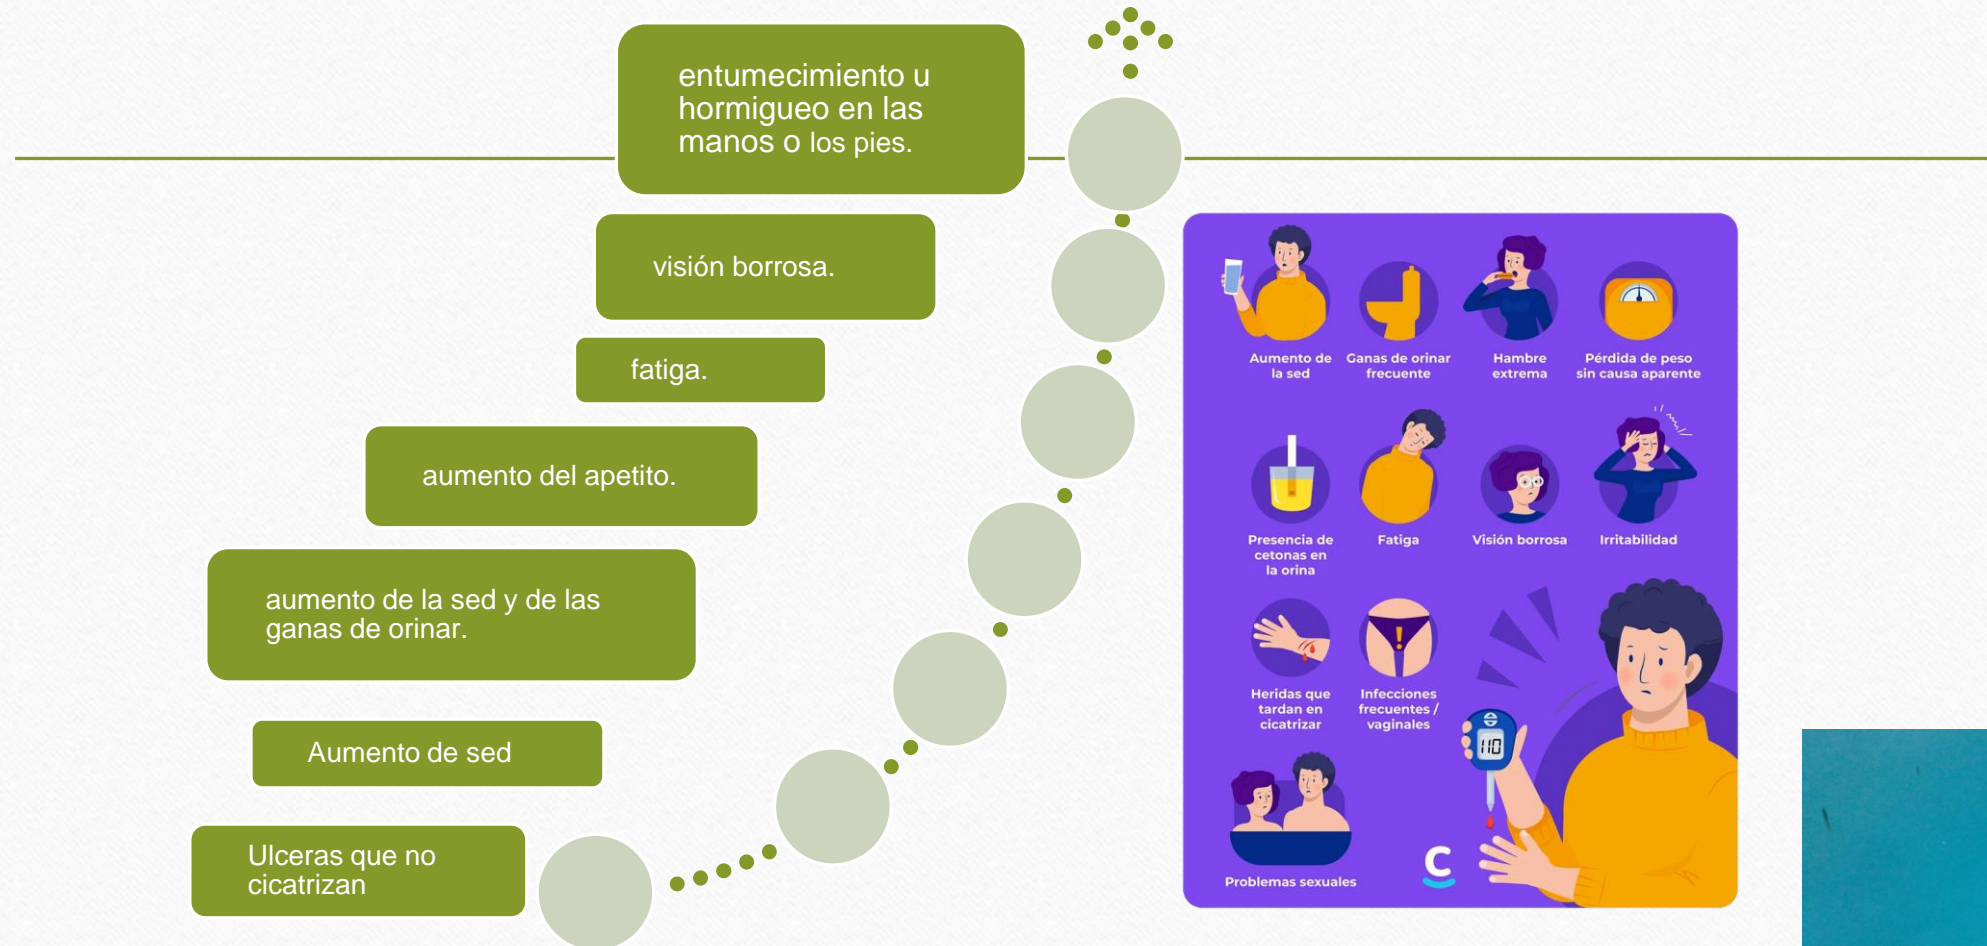 entumecimiento u
hormigueo en las
manos o los pies.
visión borrosa.
fatiga.
aumento del apetito.
aumento de la sed y de las
ganas de orinar.
Aumento de sed
Ulceras que no
cicatrizan
Aumento de
la sed
Ganas de orinar
frecuente
Hambre
extrema
Pérdida de peso
sin causa aparente
Presencia de
cetonas en
la orina
Fatiga
Visión borrosa
Irritabilidad
Heridas que
tardan en
cicatrizar
Infecciones
frecuentes /
vaginales
110
Problemas sexuales
C